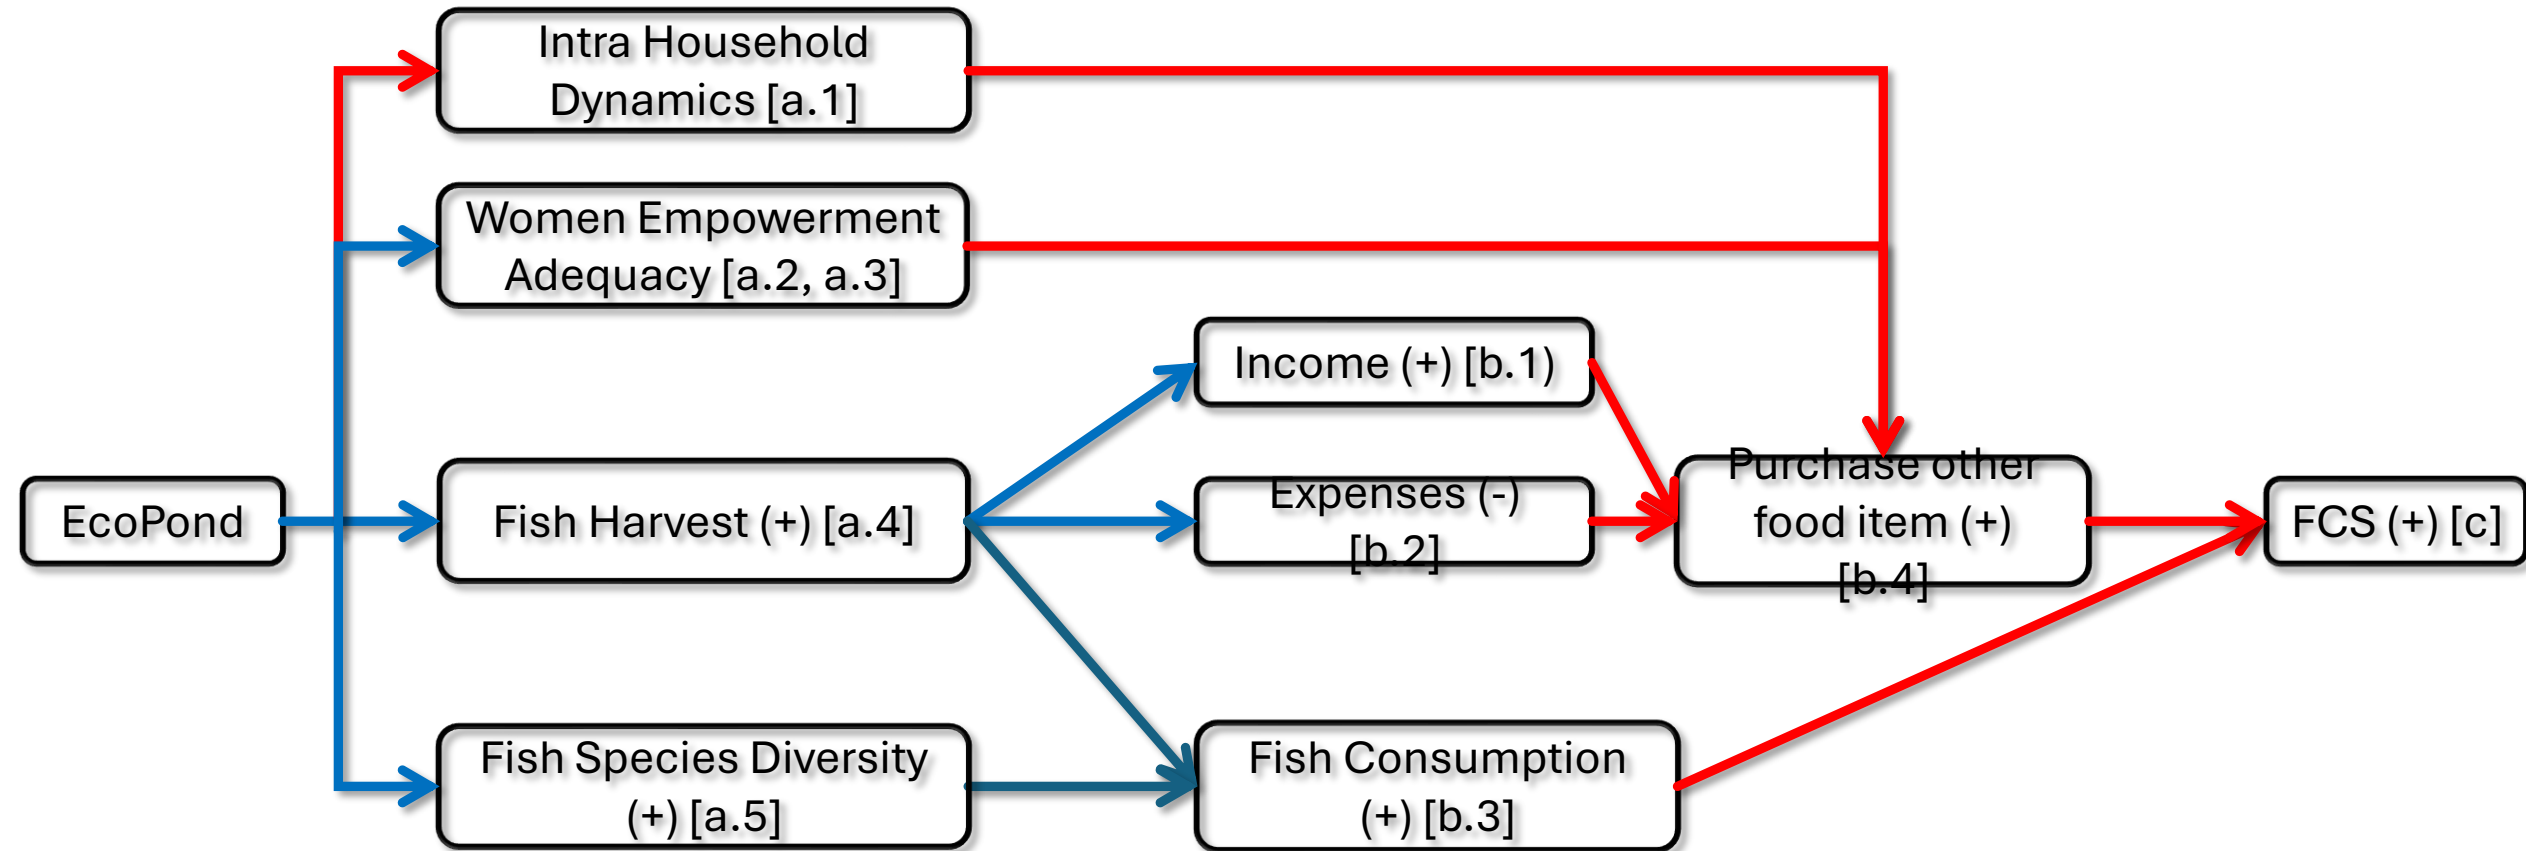 Intra Household
Dynamics [a.1]
Women Empowerment
Adequacy [a.2, a.3]
Income (+) [b.1)
EcoPond
Fish Harvest (+) [a.4]
Expenses (-)
[b.2]
Purchase other
food item (+)
[b.4]
FCS (+) [c]
Fish Species Diversity
(+) [a.5]
Fish Consumption
(+) [b.3]